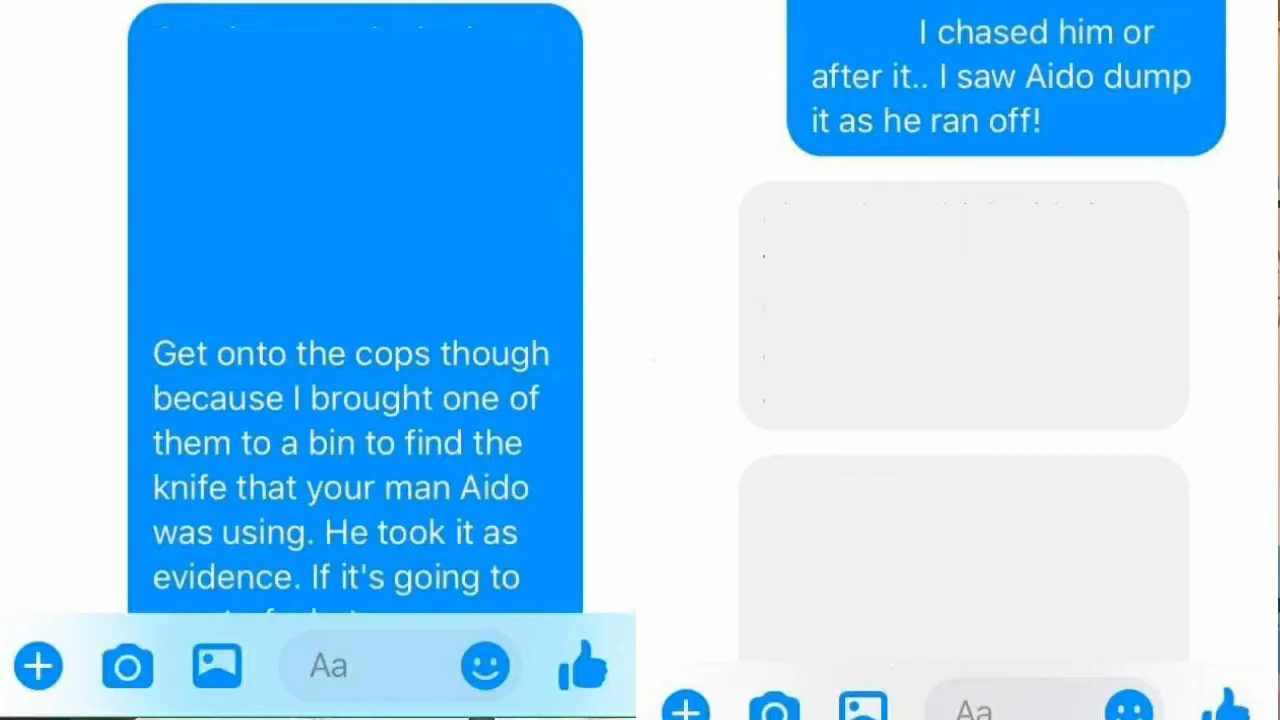 Get onto the cops though
because I brought one of
them to a bin to find the
knife that your man Aido
was using. He took it as
evidence. If it's going to
Aa
I chased him or
after it.. I saw Aido dump
it as he ran off!
Aa